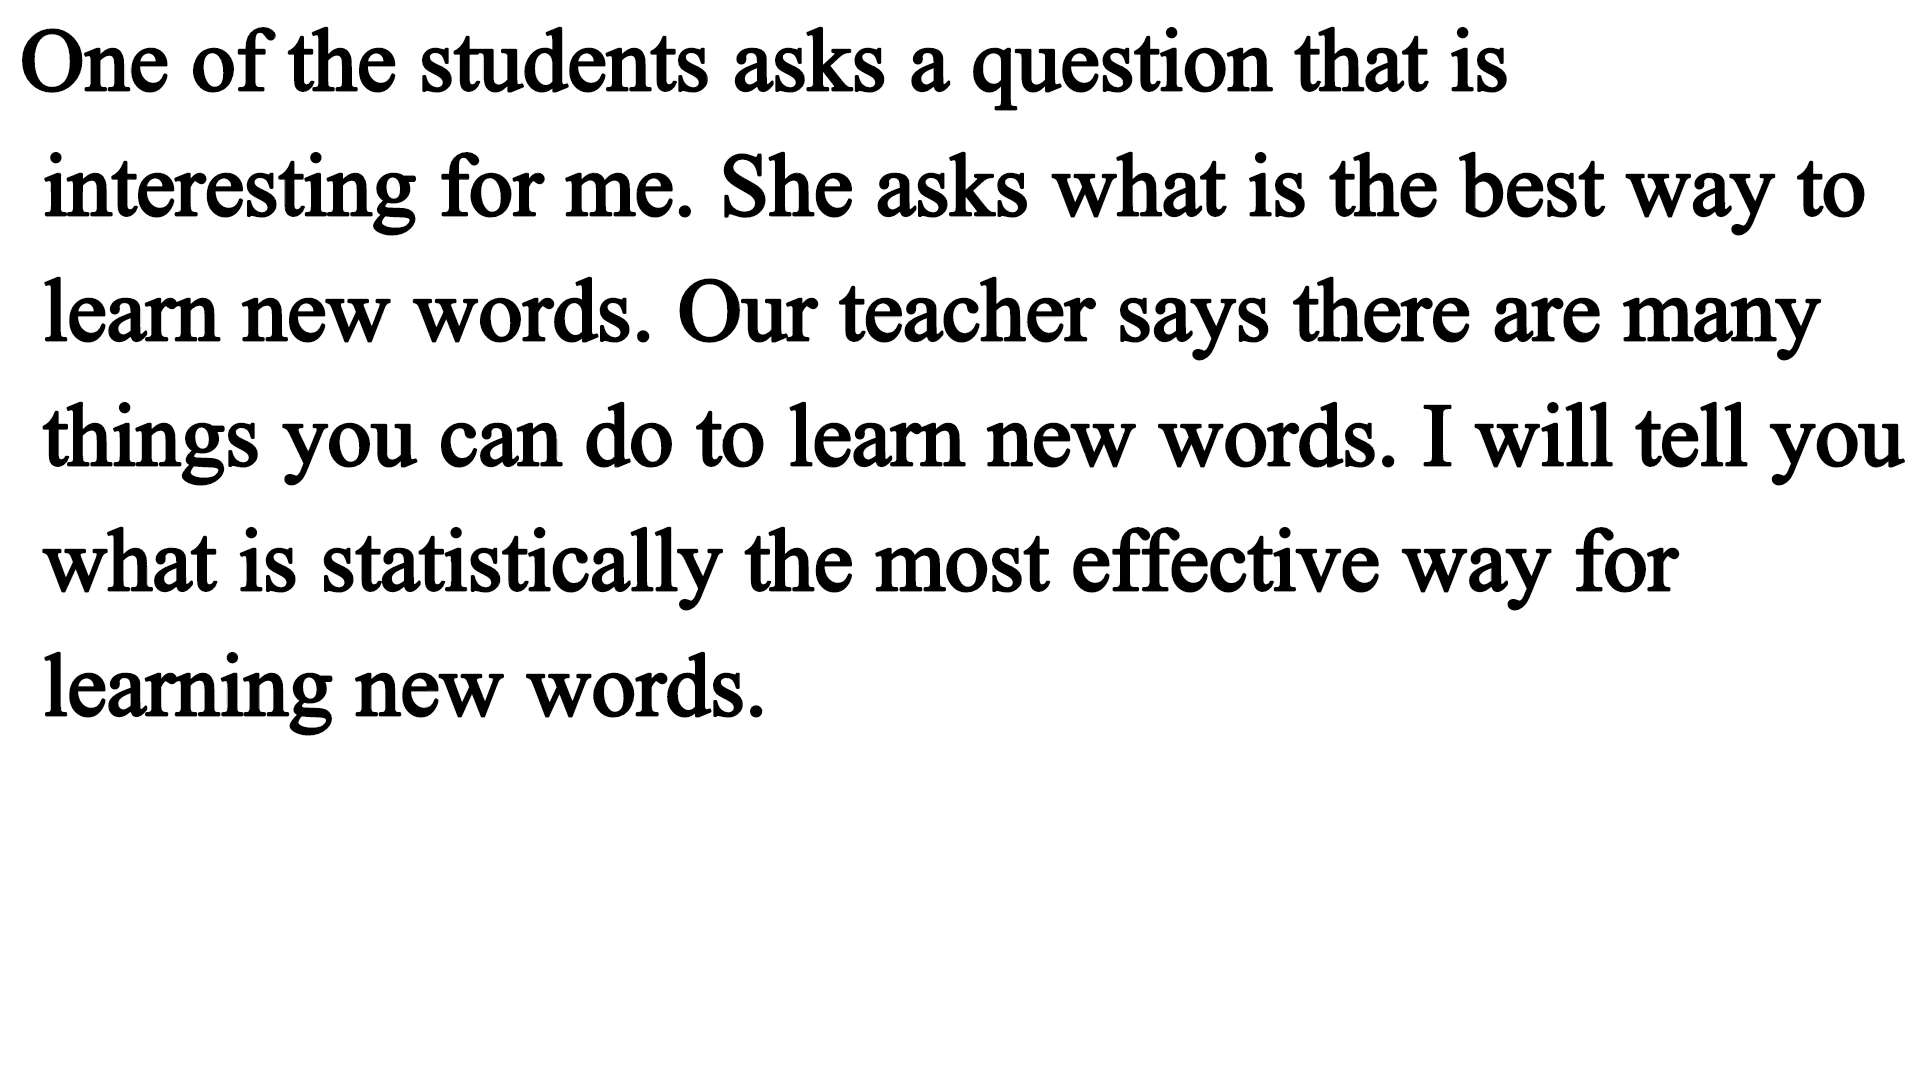 One of the students asks a question that is
interesting for me. She asks what is the best way to
learn new words. Our teacher says there are many
things you can do to learn new words. I will tell you
what is statistically the most effective way for
learning new words.